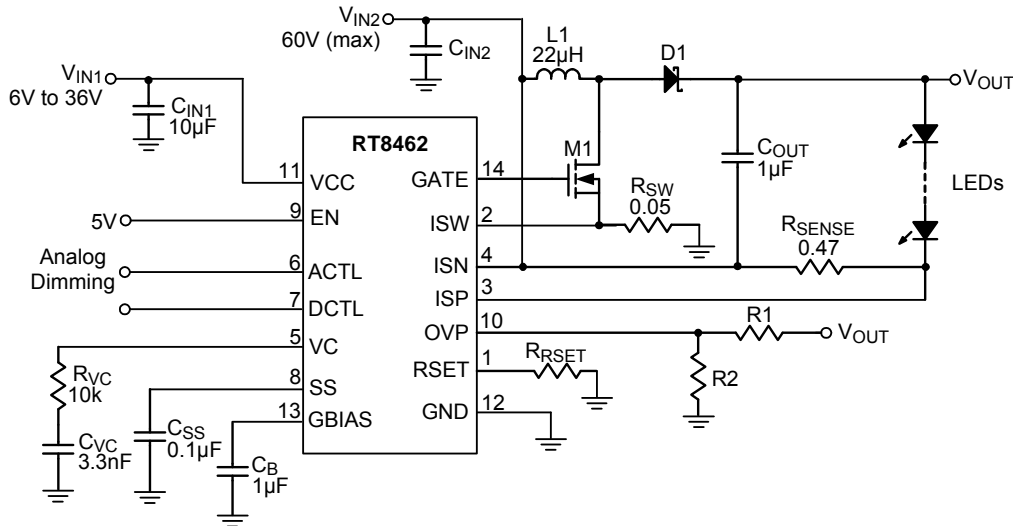 VIN2
60V (max)
CIN2
L1
22µH
D1
VOUT
VIN1
6V to 36V
CIN1
10µF
RT8462
M1
COUT
1µF
LEDs
11
VCC
GATE
14
RSW
0.05
5V
9
EN
ISW
2
RSENSE
0.47
Analog
Dimming
6
ACTL
ISN
4
7
DCTL
ISP
3
5
VC
OVP
10
R1
VOUT
RVC
10k
8
SS
RSET
1
RRSET
R2
13
GBIAS
GND
12
CVC
3.3nF
CSS
0.1µF
CB
1µF